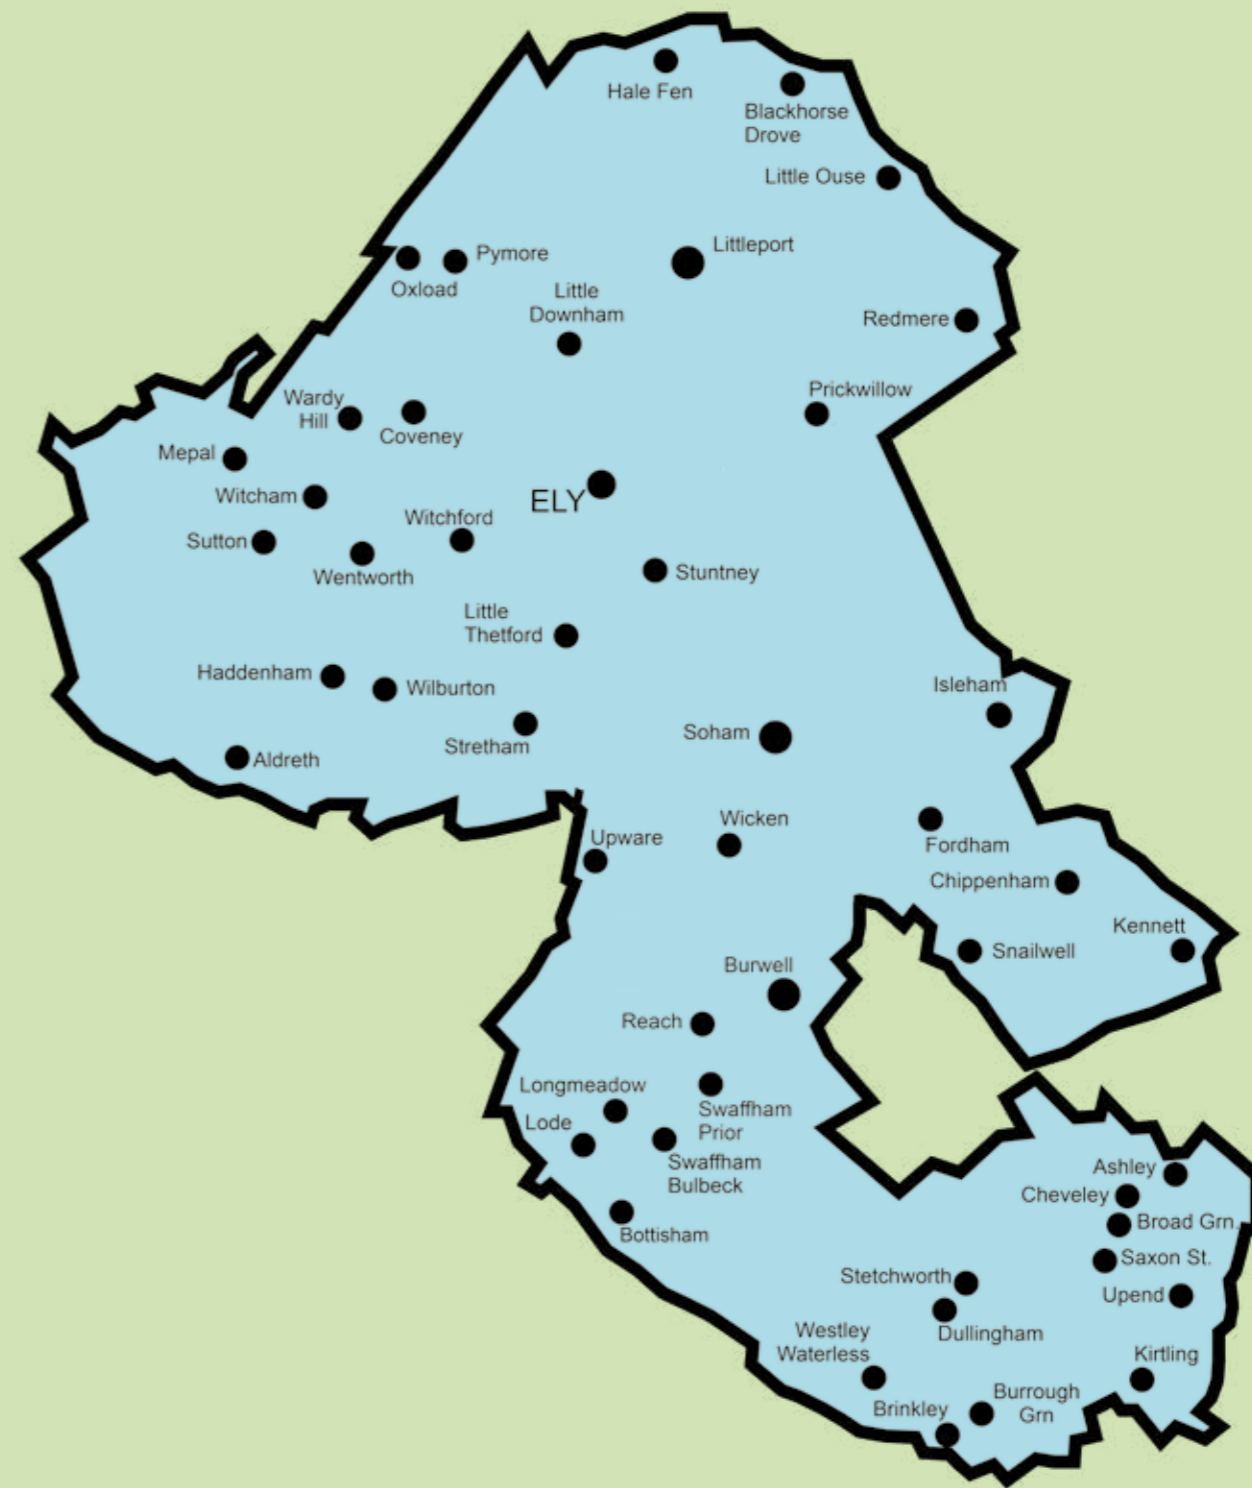 Hale Fen
Blackhorse
Drove
Little Ouse
Littleport
Pymore
Oxload
Little
Downham
Redmere
Prickwillow
Wardy
Hill
Coveney
Mepal
Witcham
ELY
Witchford
Sutton
Wentworth
Stuntney
Little
Thetford
Haddenham
Wilburton
Isleham
Soham
Stretham
Aldreth
Wicken
Upware
Fordham
Chippenham
Kennett
Snailwell
Burwell
Reach
Longmeadow
Swaffham
Prior
Lode
Swaffham
Bulbeck
Ashley
Cheveley
Broad Grn.
Bottisham
Saxon St.
Stetchworth
Upend
Dullingham
Westley
Waterless
Kirtling
Burrough
Grn
Brinkley